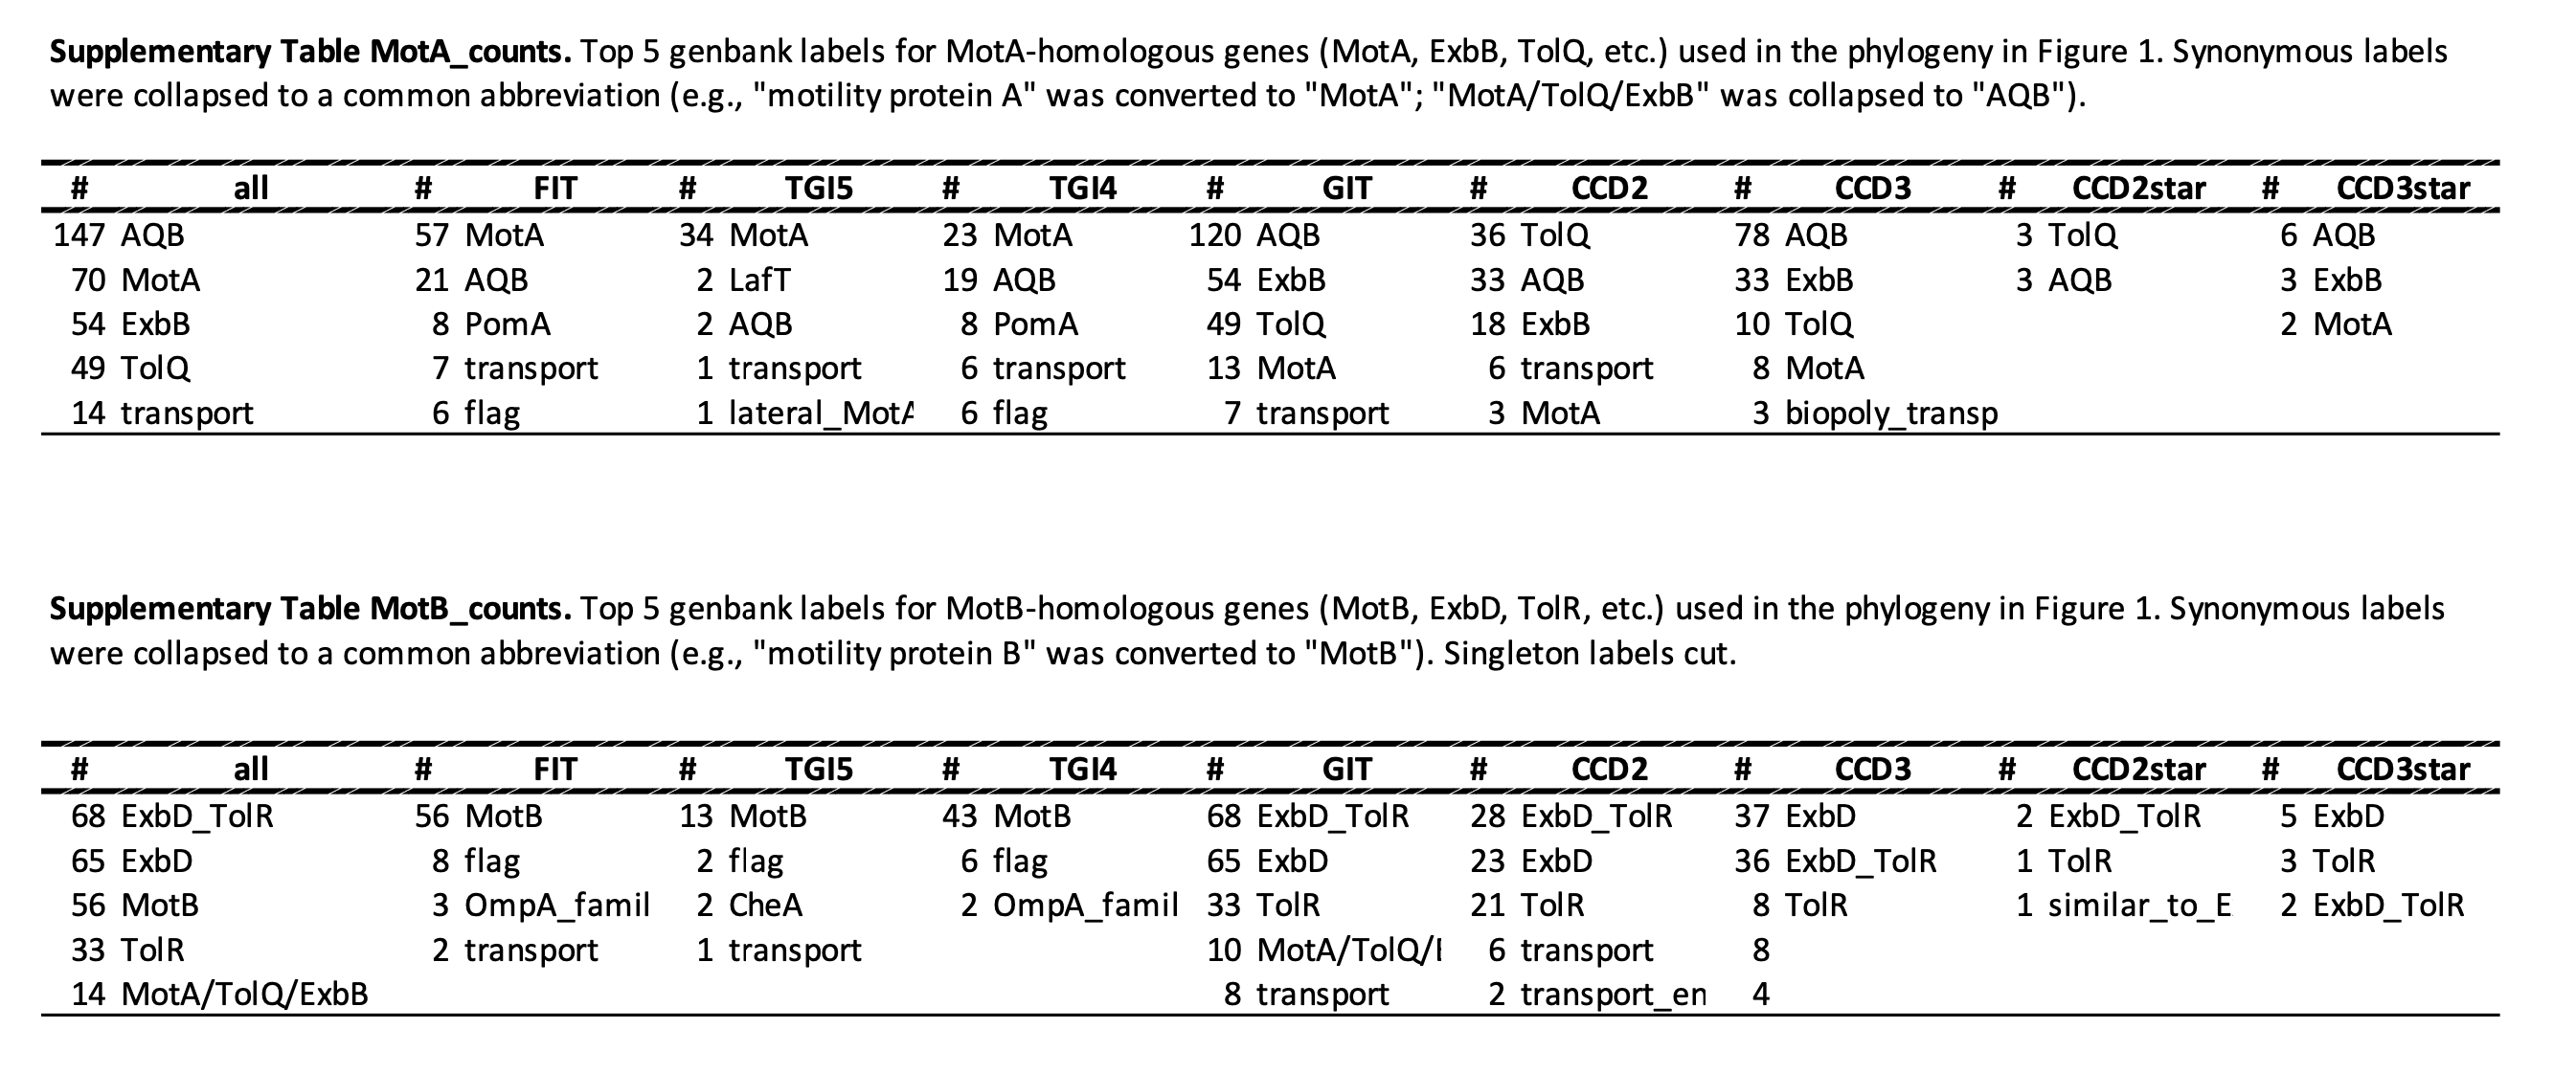 Supplementary Table MotA_counts. Top 5 genbank labels for MotA-homologous genes (MotA, ExbB, TolQ, etc.) used in the phylogeny in Figure 1. Synonymous labels
were collapsed to a common abbreviation (e.g., "motility protein A" was converted to "MotA"; "MotA/TolQ/ExbB" was collapsed to "AQB").
# all # FIT # TGI5 # TGI4 # GIT # CCD2 # CCD3 # CCD2star # CCD3star
147 AQB 57 MotA 34 MotA 23 MotA 120 AQB 36 TolQ 78 AQB 3 TolQ 6 AQB
70 MotA 21 AQB 2 LafT 19 AQB 54 ExbB 33 AQB 33 ExbB 3 AQB 3 ExbB
54 ExbB 8 PomA 2 AQB 8 PomA 49 TolQ 18 ExbB 10 TolQ 2 MotA
49 TolQ 7 transport 1 transport 6 transport 13 MotA 6 transport 8 MotA
14 transport 6 flag 1 lateral_MotA 6 flag 7 transport 3 MotA 3 biopoly_transp
Supplementary Table MotB_counts. Top 5 genbank labels for MotB-homologous genes (MotB, ExbD, TolR, etc.) used in the phylogeny in Figure 1. Synonymous labels
were collapsed to a common abbreviation (e.g., "motility protein B" was converted to "MotB"). Singleton labels cut.
# all # FIT # TGI5 # TGI4 # GIT # CCD2 # CCD3 # CCD2star # CCD3star
68 ExbD_TolR 56 MotB 13 MotB 43 MotB 68 ExbD_TolR 28 ExbD_TolR 37 ExbD 2 ExbD_TolR 5 ExbD
65 ExbD 8 flag 2 flag 6 flag 65 ExbD 23 ExbD 36 ExbD_TolR 1 TolR 3 TolR
56 MotB 3 OmpA_famil 2 CheA 2 OmpA_famil 33 TolR 21 TolR 8 TolR 1 similar_to_E 2 ExbD_TolR
33 TolR 2 transport 1 transport 10 MotA/TolQ/E 6 transport 8
14 MotA/TolQ/ExbB 8 transport 2 transport_en 4